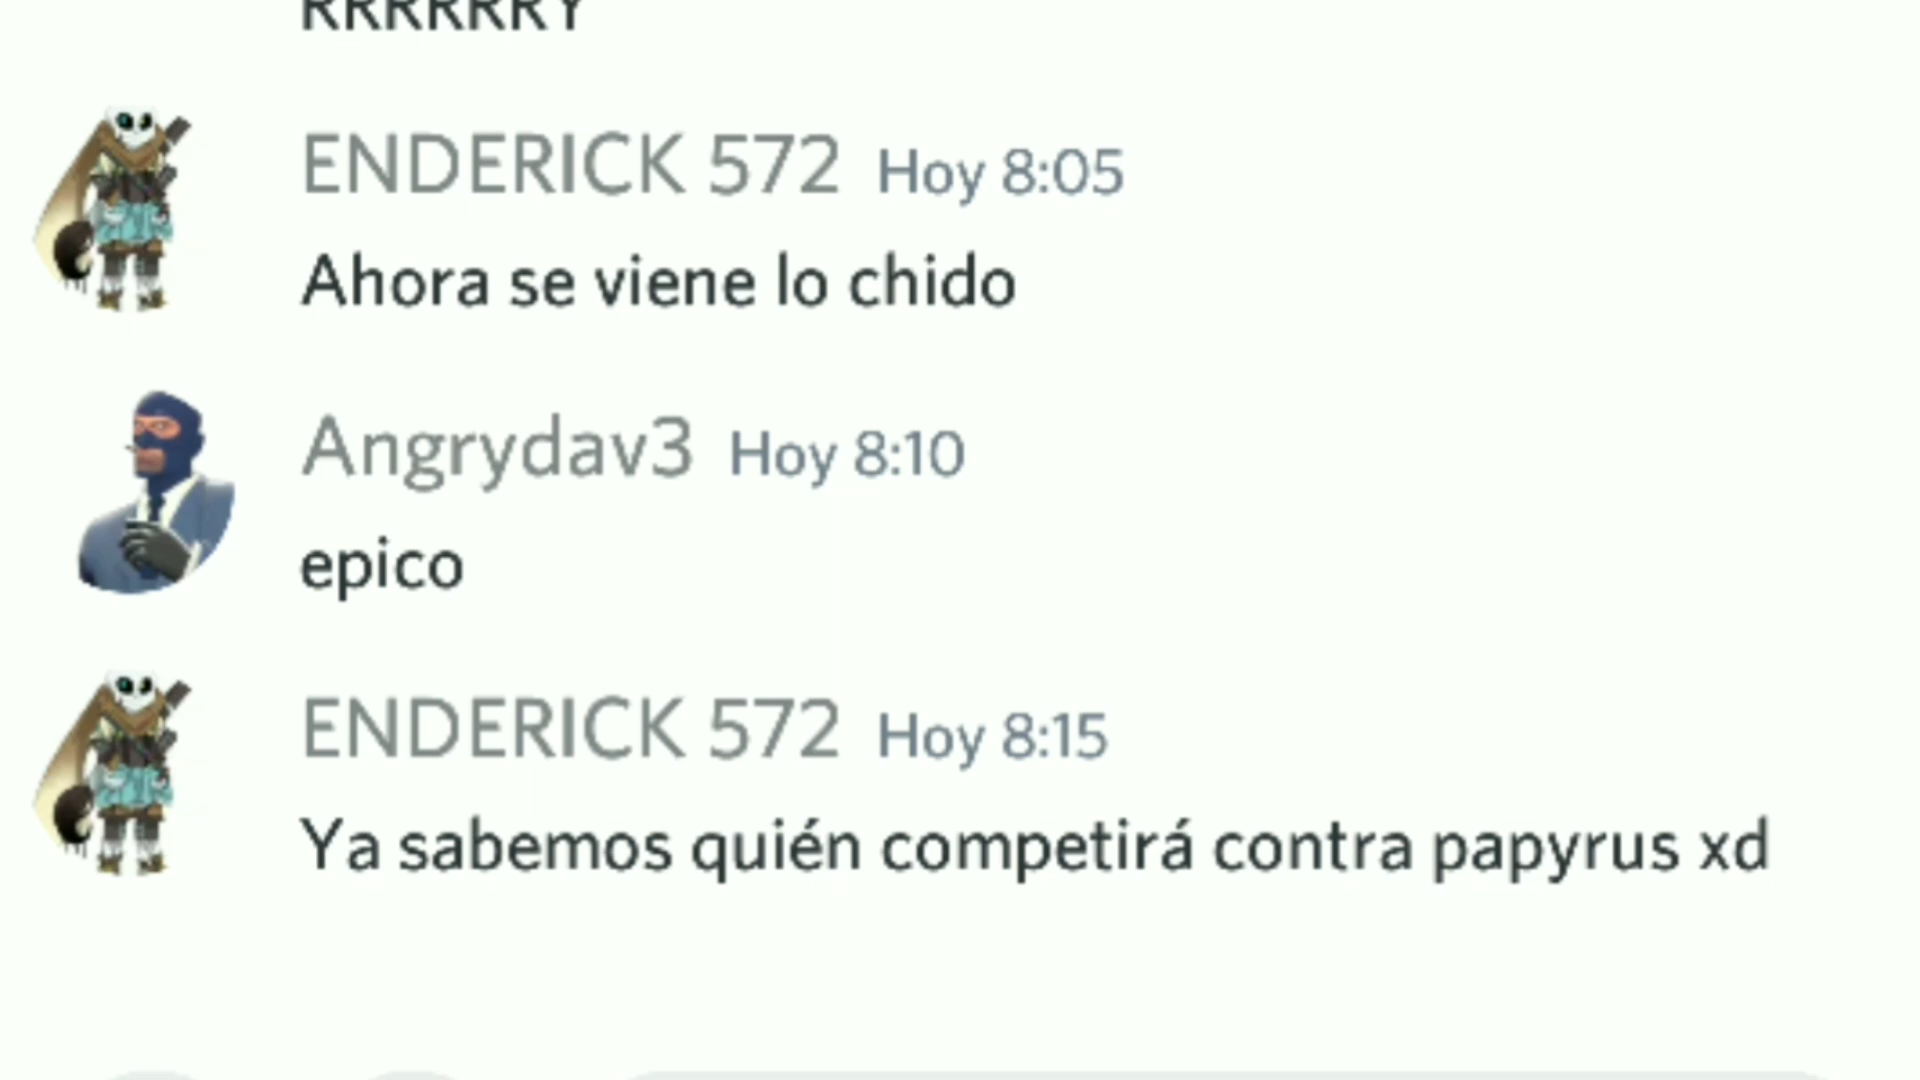 RRRRRRY
ENDERICK 572 Hoy 8:05
Ahora se viene lo chido
Angrydav3 Hoy 8:10
epico
ENDERICK 572 Hoy 8:15
Ya sabemos quién competirá contra papyrus xd